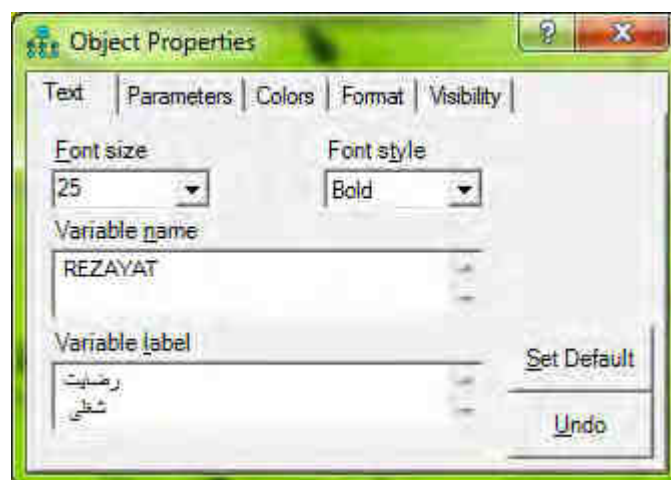 Object Properties
Text Parameters Colors Format Visibility
Font size Font style
25 Bold
Variable name
REZAYAT
Variable label
رضایت
شغلی
Set Default
Undo